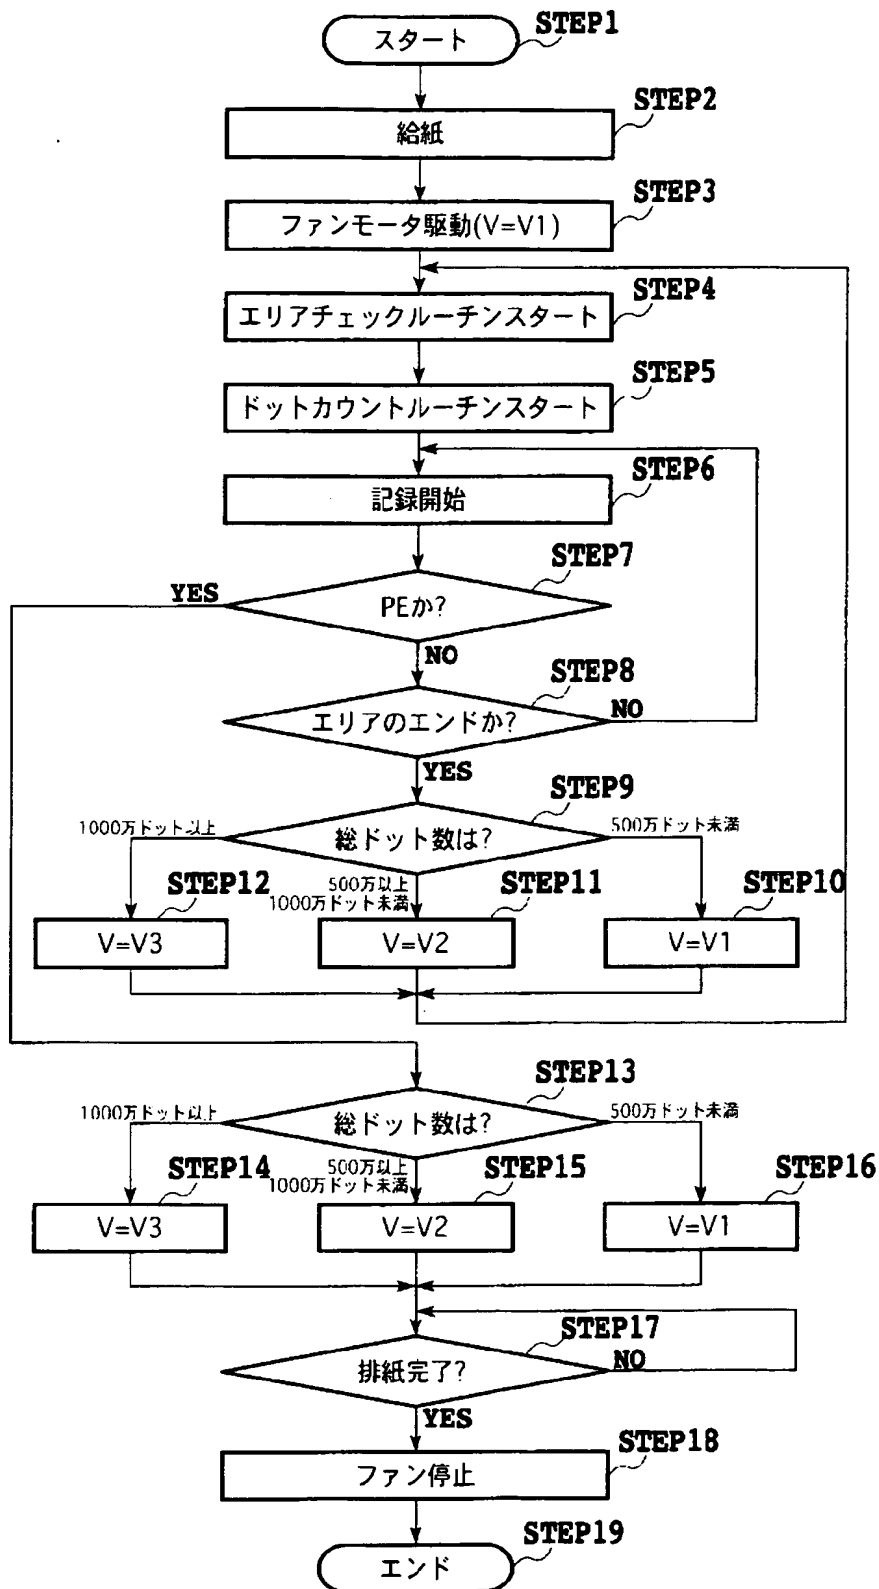 STEP1
スタート
STEP2
給紙
STEP3
ファンモータ駆動(V=V1)
STEP4
エリアチェックルーチンスタート
STEP5
ドットカウントルーチンスタート
STEP6
記録開始
STEP7
YES
PEか?
NO
STEP8
エリアのエンドか?
NO
YES
STEP9
1000万ドット以上
総ドット数は?
500万ドット未満
STEP12
500万以上
1000万ドット未満
STEP11
STEP10
V=V3
V=V2
V=V1
STEP13
1000万ドット以上
総ドット数は?
500万ドット未満
STEP14
500万以上
1000万ドット未満
STEP15
STEP16
V=V3
V=V2
V=V1
STEP17
排紙完了?
NO
YES
STEP18
ファン停止
STEP19
エンド